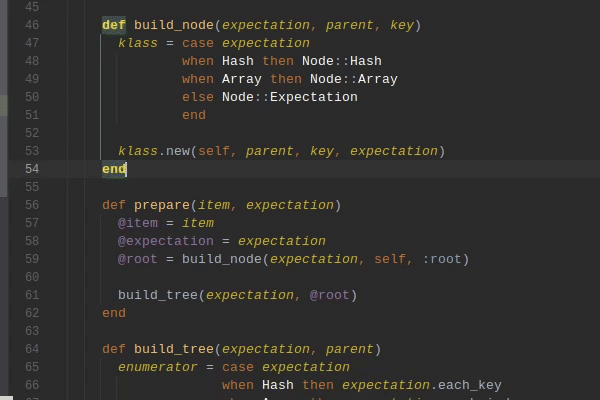 45
46 def build_node(expectation, parent, key)
47 klass = case expectation
48 when Hash then Node::Hash
49 when Array then Node::Array
50 else Node::Expectation
51 end
52
53 klass.new(self, parent, key, expectation)
54 end
55
56 def prepare(item, expectation)
57 @item = item
58 @expectation = expectation
59 @root = build_node(expectation, self, :root)
60
61 build_tree(expectation, @root)
62 end
63
64 def build_tree(expectation, parent)
65 enumerator = case expectation
66 when Hash then expectation.each_key